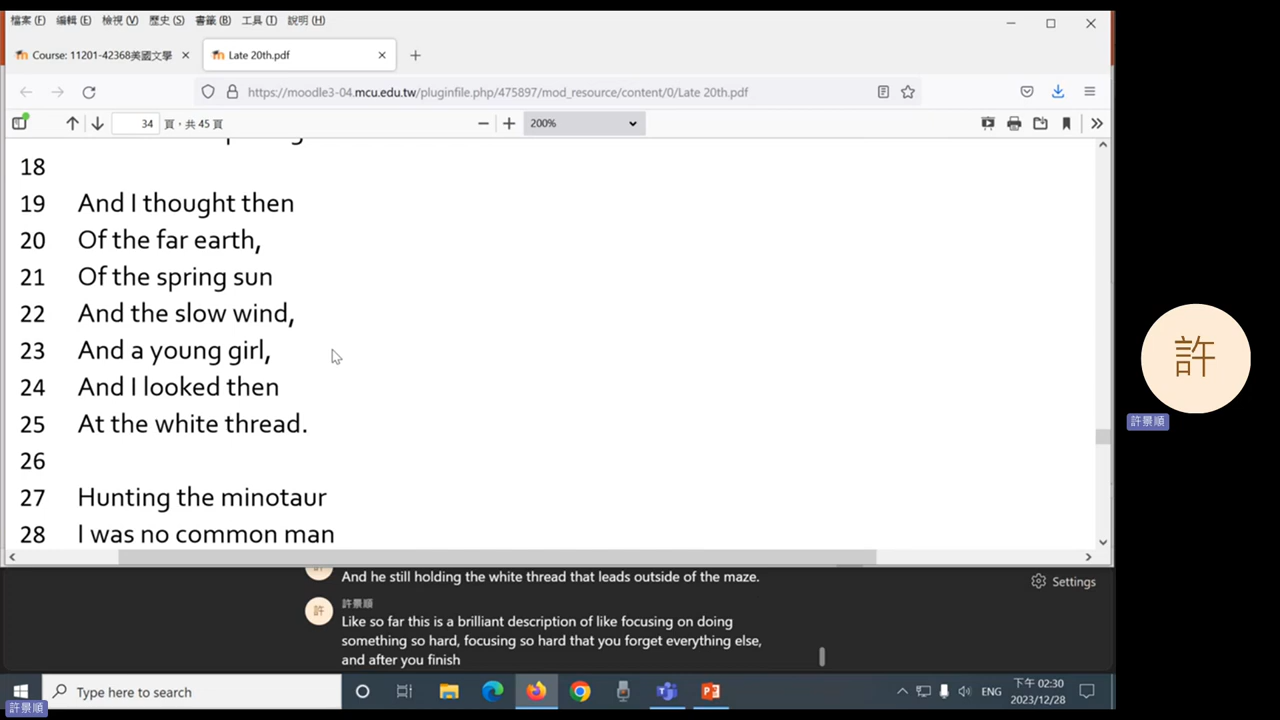 檔案(F) 編輯(E) 檢視(V) 歷史(S) 書籤(B) 工具(T) 說明(H)
Course: 11201-42368美國文學
Late 20th.pdf
https://moodle3-04.mcu.edu.tw/pluginfile.php/475897/mod_resource/content/0/Late 20th.pdf
34 頁，共 45 頁
200%
18
19 And I thought then
20 Of the far earth,
21 Of the spring sun
22 And the slow wind,
23 And a young girl,
24 And I looked then
25 At the white thread.
26
27 Hunting the minotaur
28 I was no common man
許
許景順
And he still holding the white thread that leads outside of the maze.
Settings
許
許景順
Like so far this is a brilliant description of like focusing on doing
something so hard, focusing so hard that you forget everything else,
and after you finish
Type here to search
ENG
下午 02:30
2023/12/28
許景順